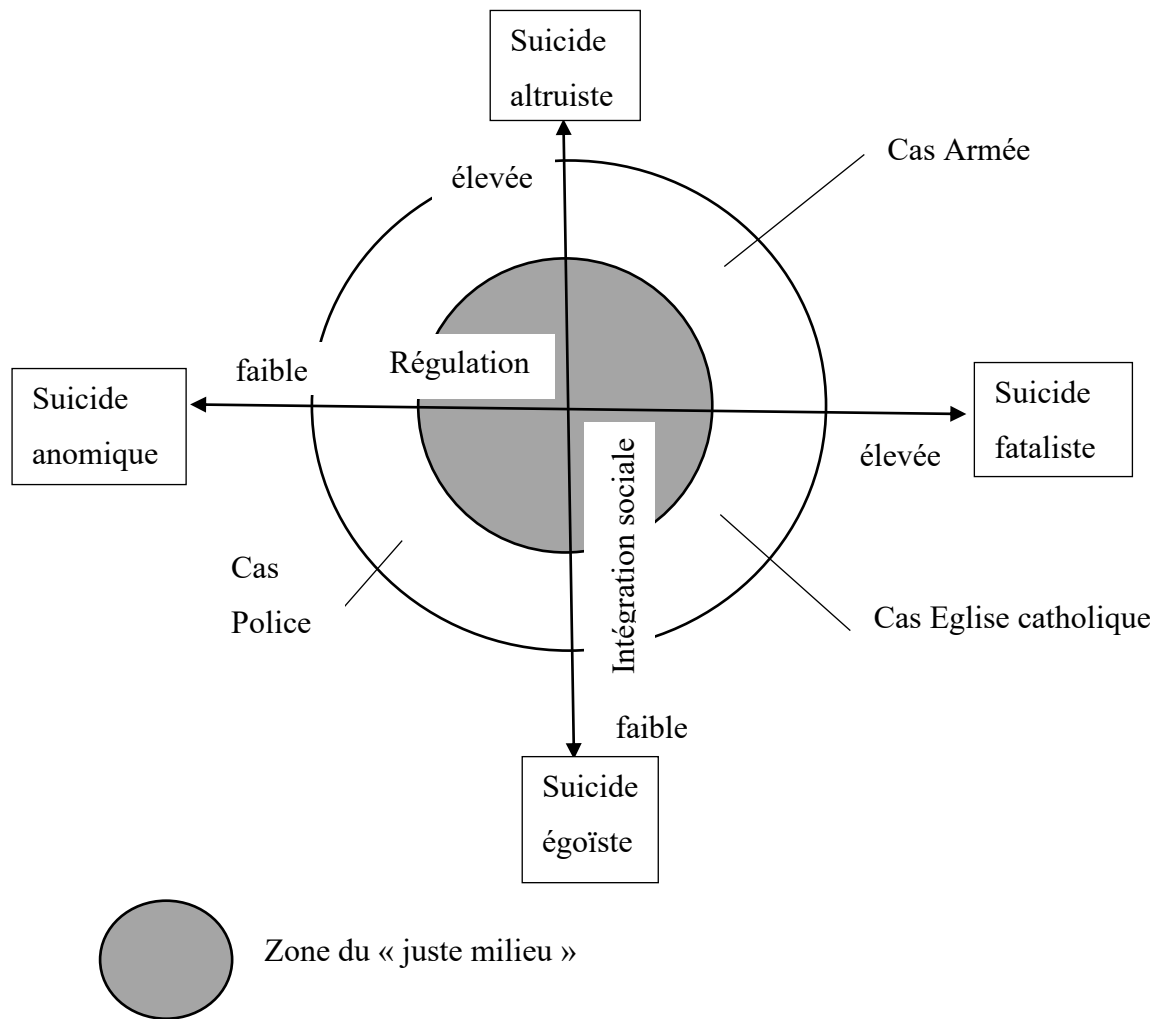 Suicide
altruiste
Cas Armée
élevée
Régulation
faible
Suicide
anomique
Suicide
fataliste
élevée
Intégration sociale
Cas
Police
Cas Eglise catholique
faible
Suicide
égoïste
Zone du « juste milieu »